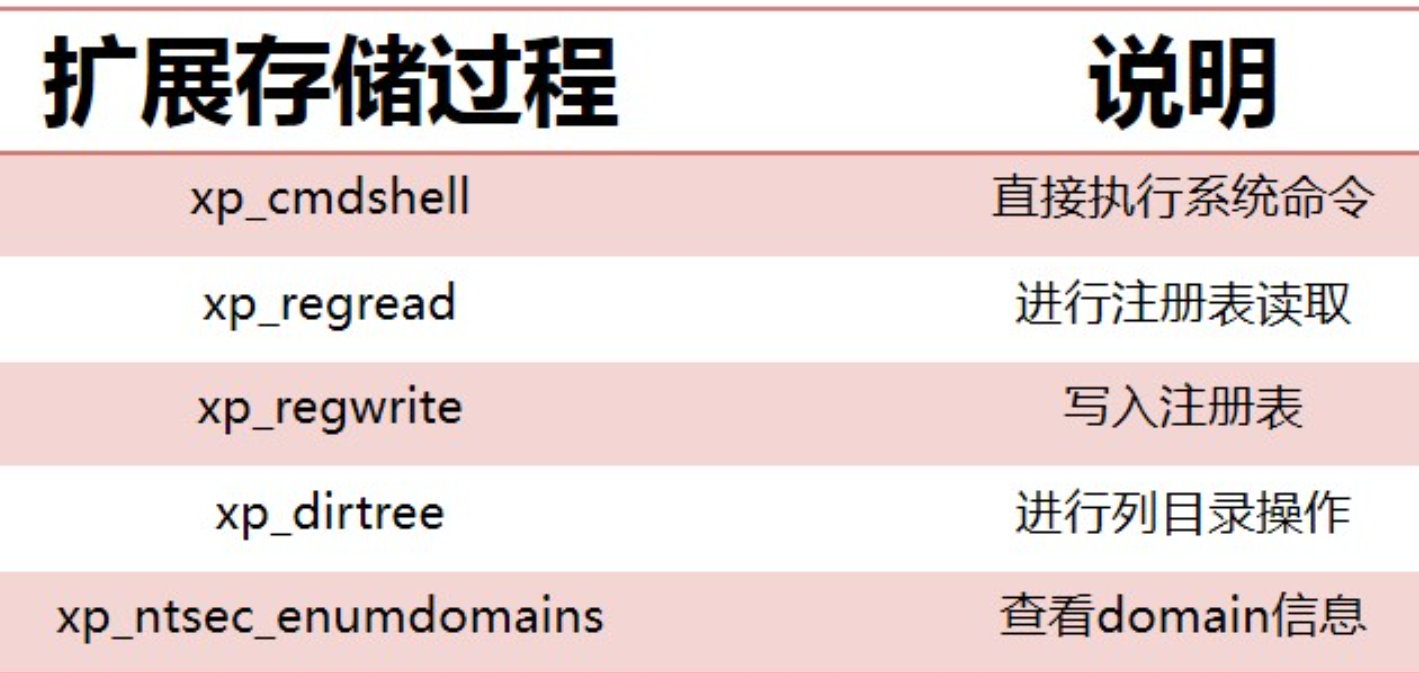 扩展存储过程 说明
xp_cmdshell 直接执行系统命令
xp_regread 进行注册表读取
xp_regwrite 写入注册表
xp_dirtree 进行列目录操作
xp_ntsec_enumdomains 查看domain信息